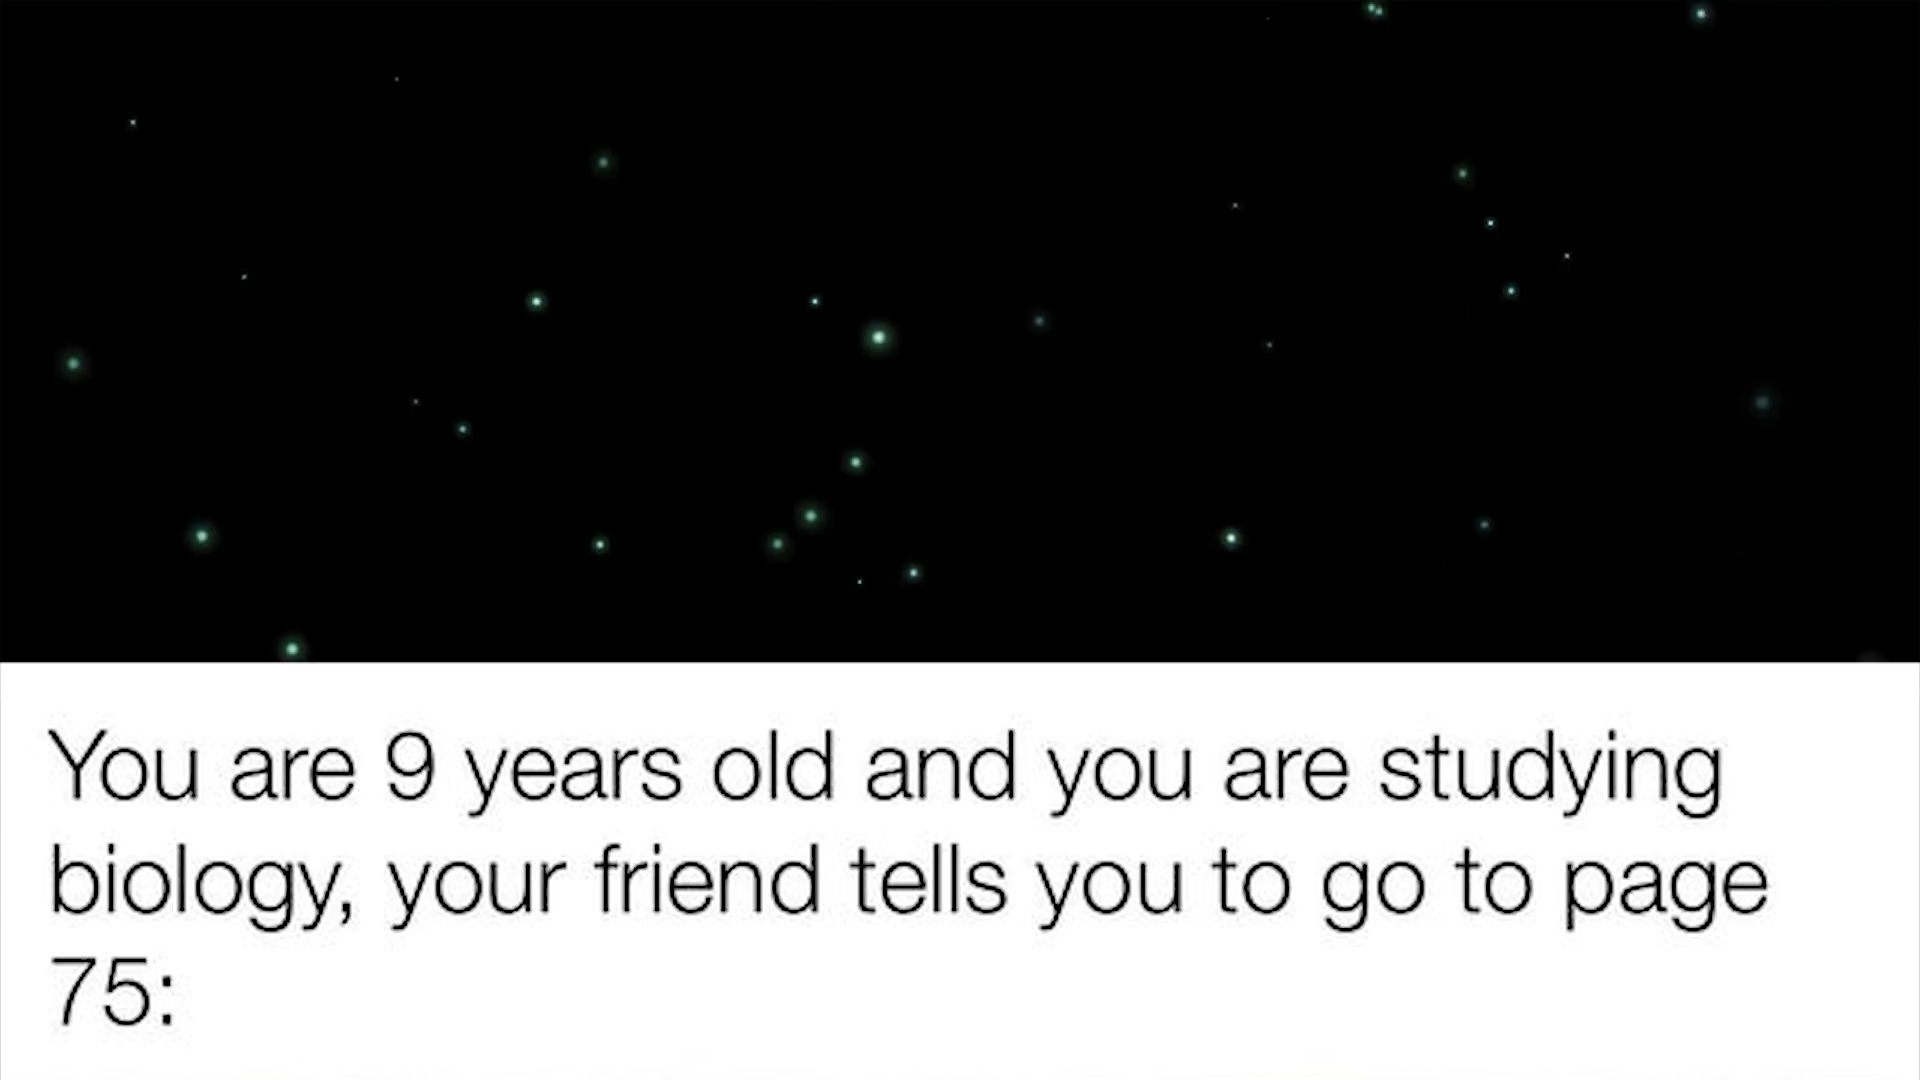 You are 9 years old and you are studying
biology, your friend tells you to go to page
75: